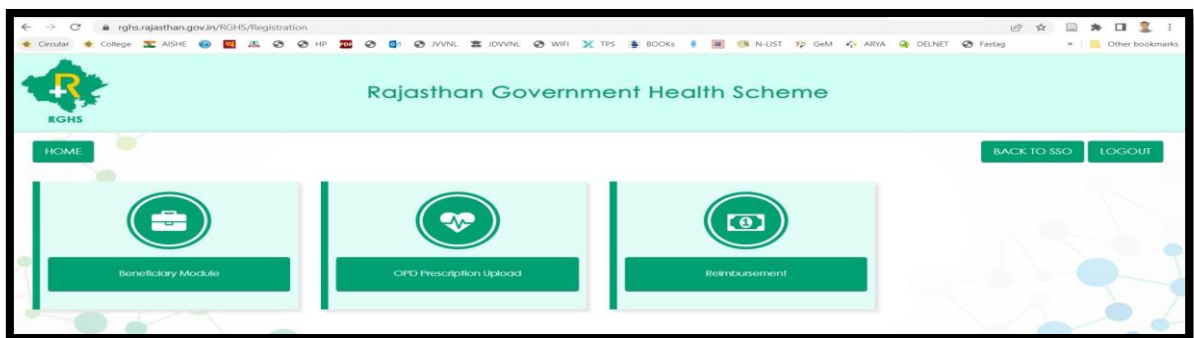 rghs.rajasthan.gov.in/RGHS/Registration
Circular College AISHE HP JVVNL JDVVNL WIFI TPS BOOKs N-LIST GeM ARYA DELNET Fastag » Other bookmarks
R
RGHS
Rajasthan Government Health Scheme
HOME BACK TO SSO LOGOUT
Beneficiary Module OPD Prescription Upload Reimbursement